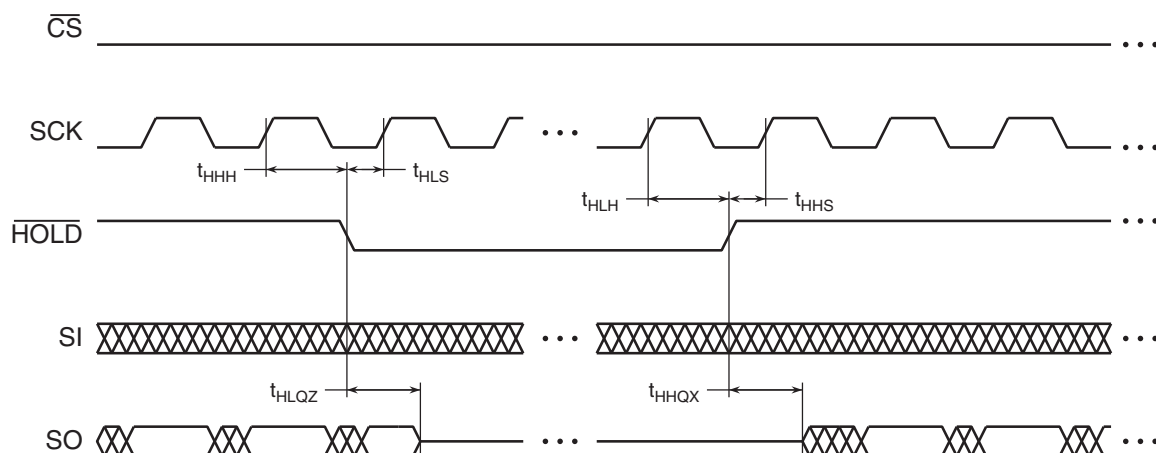 CS
SCK
tHHH
tHLS
tHLH
tHHS
HOLD
SI
tHLQZ
tHHQX
SO